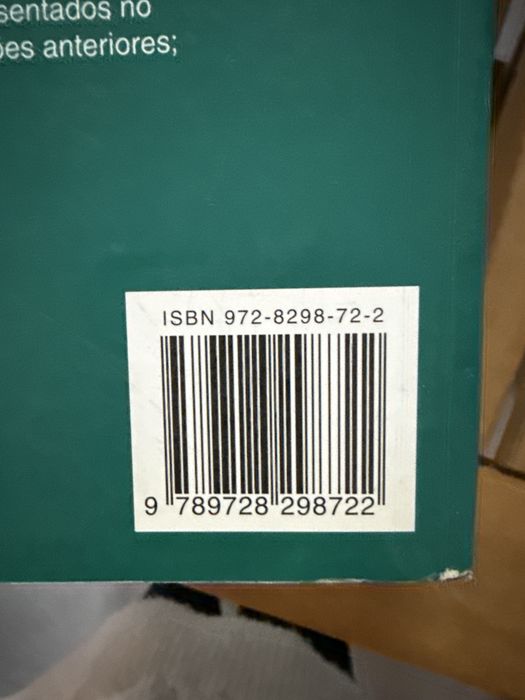 sentados no
ões anteriores;
ISBN 972-8298-72-2
9 789728 298722